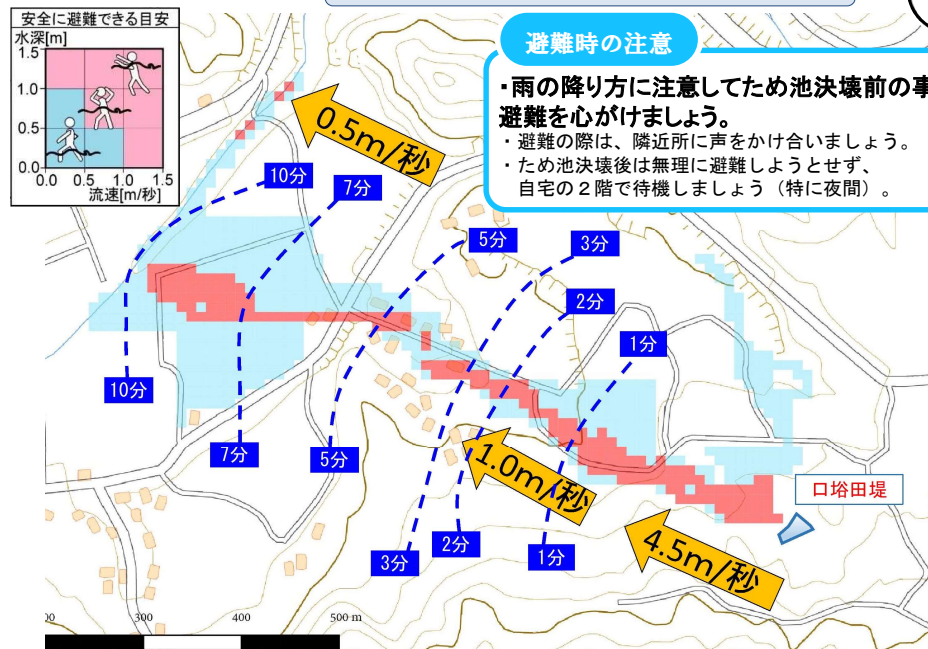 安全に避難できる目安
水深[m]
1.5
1.0
0.5
0.0
0.0 0.5 1.0 1.5
流速[m/秒]
避難時の注意
・雨の降り方に注意してため池決壊前の事
避難を心がけましょう。
・避難の際は、隣近所に声をかけ合いましょう。
・ため池決壊後は無理に避難しようとせず、
自宅の2階で待機しましょう（特に夜間）。
0.5m/秒
10分
7分
5分
3分
2分
1分
10分
7分
5分
3分
2分
1分
1.0m/秒
4.5m/秒
口峪田堤
00 300 400 500 m